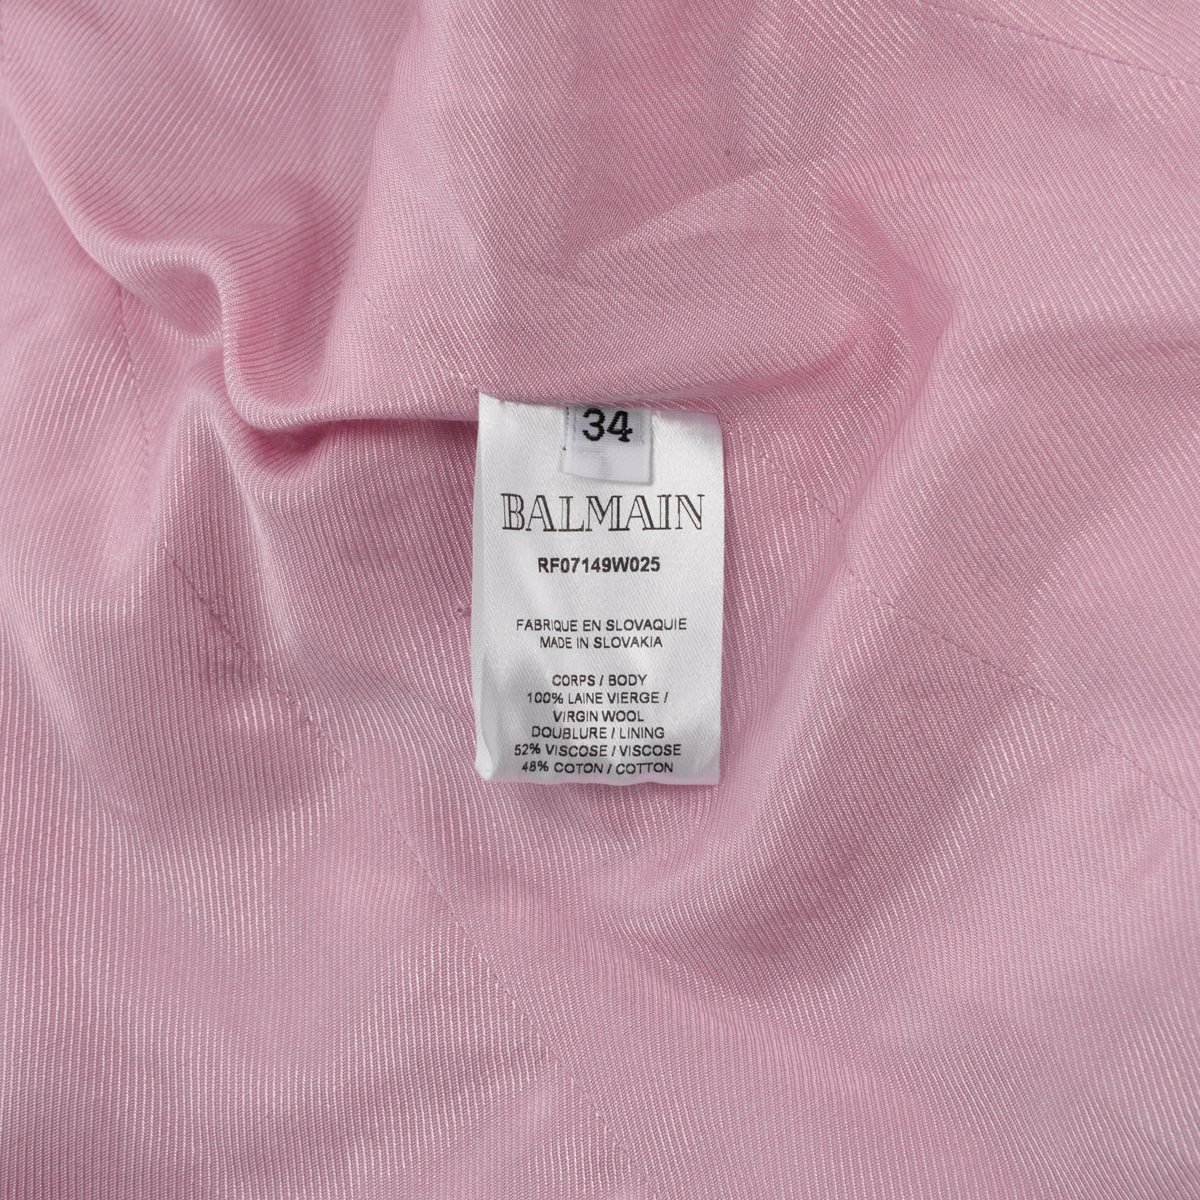 34
BALMAIN
RF07149W025
FABRIQUE EN SLOVAQUIE
MADE IN SLOVAKIA
CORPS / BODY
100% LAINE VIERGE /
VIRGIN WOOL
DOUBLURE / LINING
52% VISCOSE / VISCOSE
48% COTON / COTTON